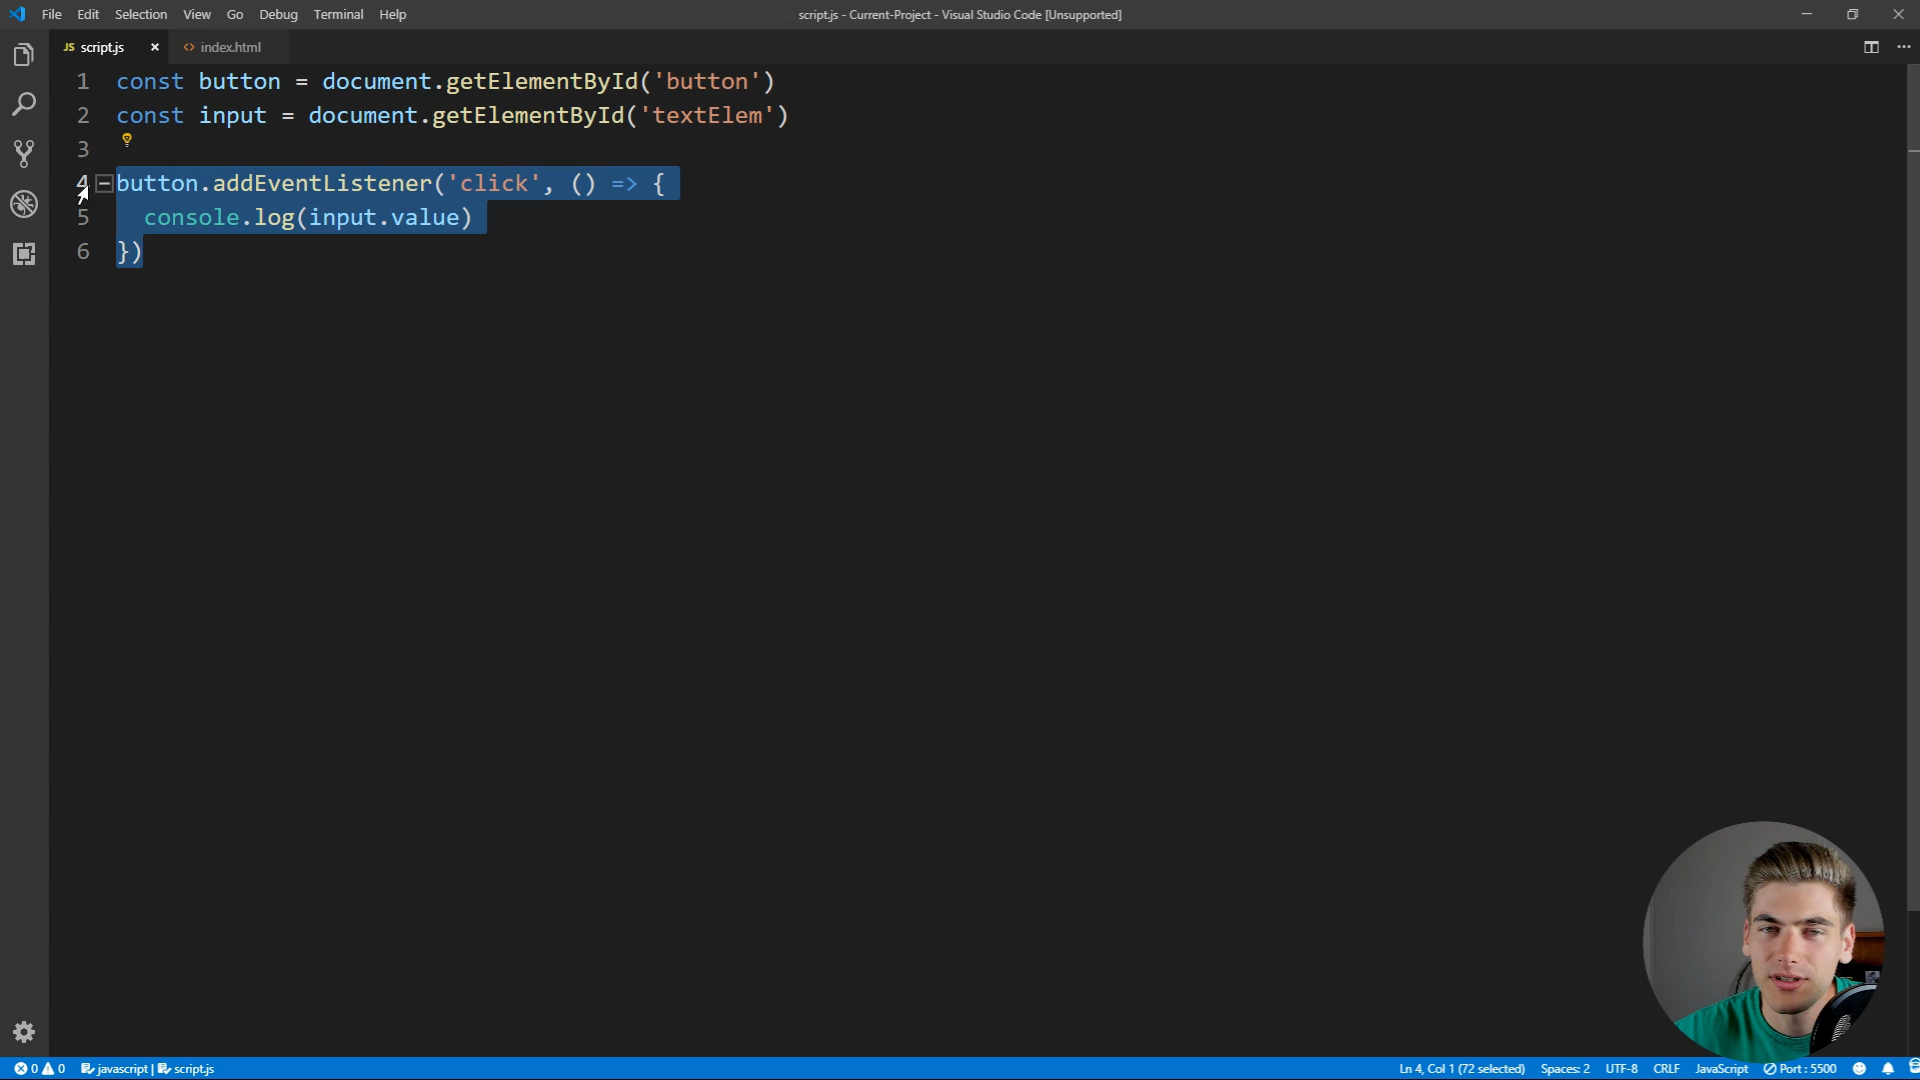 File Edit Selection View Go Debug Terminal Help
script.js - Current-Project - Visual Studio Code [Unsupported]
JS script.js
<> index.html
1 const button = document.getElementById('button')
2 const input = document.getElementById('textElem')
3
4 button.addEventListener('click', () => {
5   console.log(input.value)
6 })
0 0 javascript | script.js
Ln 4, Col 1 (72 selected) Spaces: 2 UTF-8 CRLF JavaScript Port : 5500